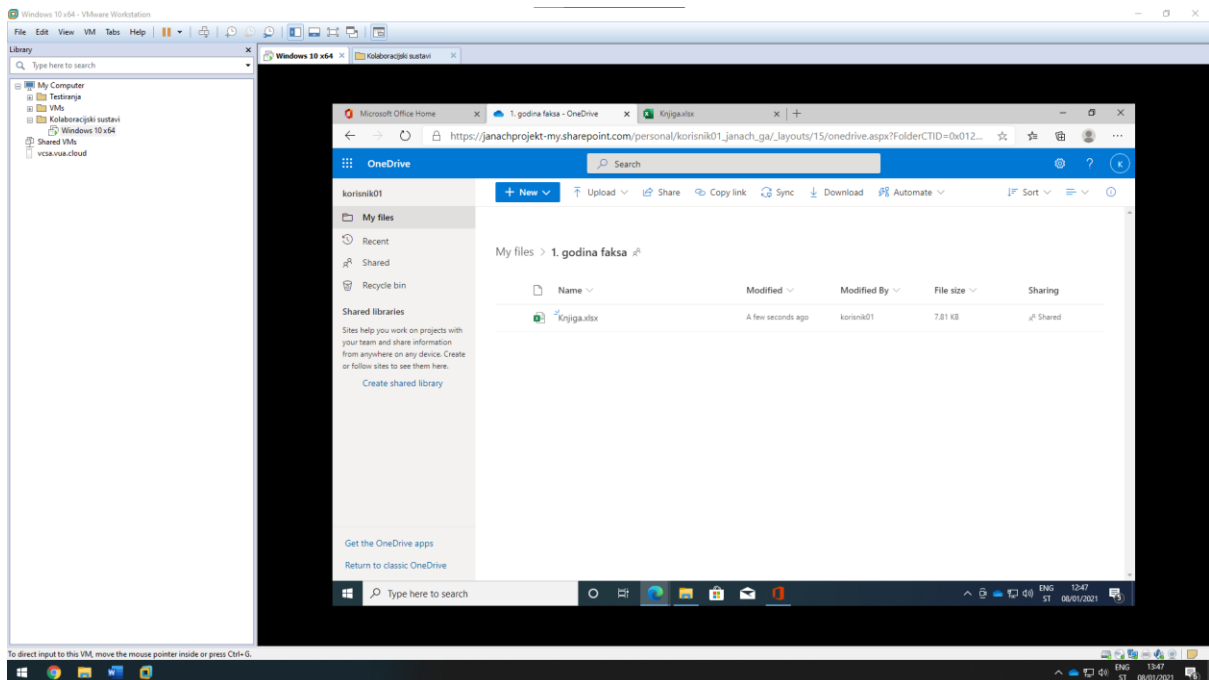 Windows 10 x64 - VMware Workstation
File Edit View VM Tabs Help
Library
Type here to search
My Computer
Testiranja
VMs
Kolaboracijski sustavi
Windows 10 x64
Shared VMs
vcsa.vua.cloud
Windows 10 x64
Kolaboracijski sustavi
Microsoft Office Home
1. godina faksa - OneDrive
Knjiga.xlsx
https://janachprojekt-my.sharepoint.com/personal/korisnik01_janach_ga/_layouts/15/onedrive.aspx?FolderCTID=0x012...
OneDrive
Search
? K
korisnik01
New Upload Share Copy link Sync Download Automate Sort
My files
Recent
Shared
Recycle bin
Shared libraries
Sites help you work on projects with
your team and share information
from anywhere on any device. Create
or follow sites to see them here.
Create shared library
Get the OneDrive apps
Return to classic OneDrive
My files > 1. godina faksa
Name Modified Modified By File size Sharing
Knjiga.xlsx A few seconds ago korisnik01 7.81 KB Shared
Type here to search
ENG 12:47
ST 08/01/2021
3
To direct input to this VM, move the mouse pointer inside or press Ctrl+G.
ENG 13:47
ST 08/01/2021